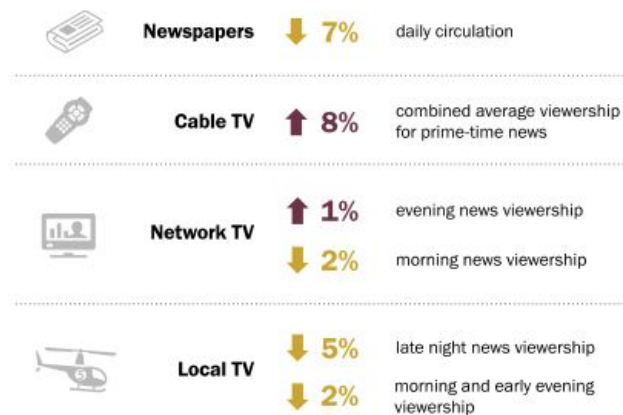 Newspapers 7% daily circulation
Cable TV 8% combined average viewership
for prime-time news
Network TV
1% evening news viewership
2% morning news viewership
Local TV
5% late night news viewership
2% morning and early evening
viewership
5